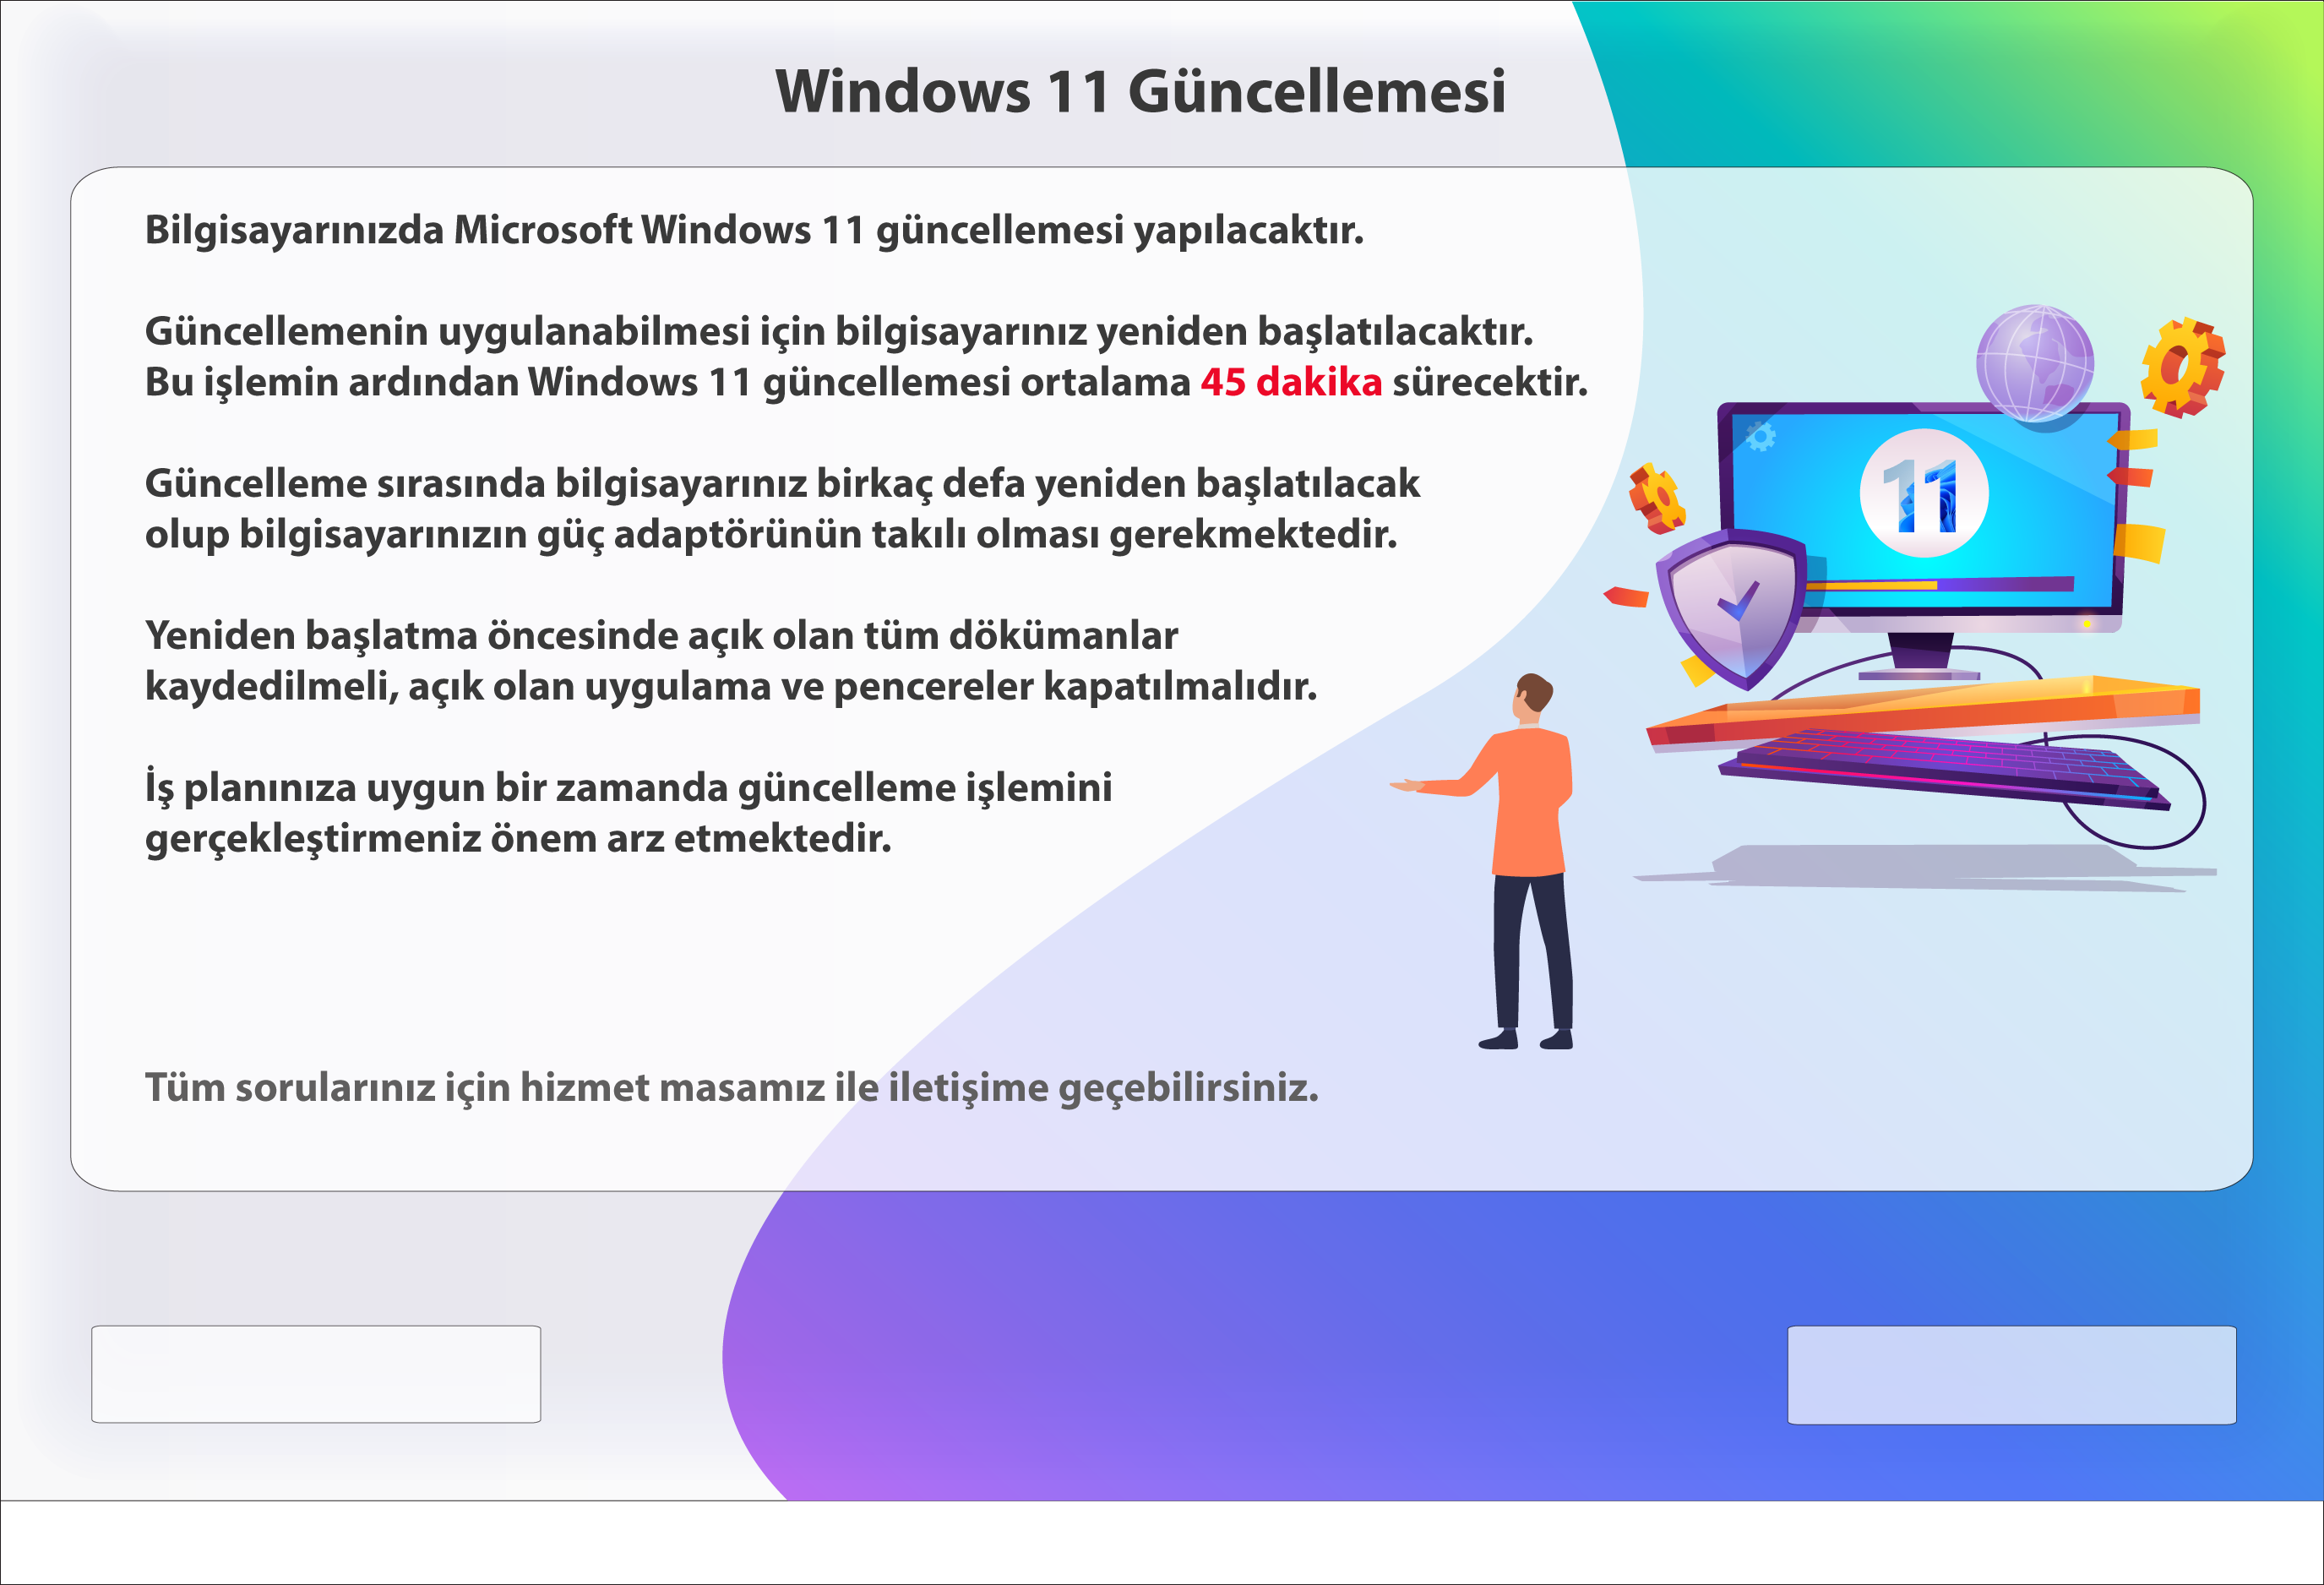 Windows 11 Güncellemesi
Bilgisayarınızda Microsoft Windows 11 güncellemesi yapılacaktır.
Güncellemenin uygulanabilmesi için bilgisayarınız yeniden başlatılacaktır.
Bu işlemin ardından Windows 11 güncellemesi ortalama 45 dakika sürecektir.
Güncelleme sırasında bilgisayarınız birkaç defa yeniden başlatılacak
olup bilgisayarınızın güç adaptörünün takılı olması gerekmektedir.
Yeniden başlatma öncesinde açık olan tüm dökümanlar
kaydedilmeli, açık olan uygulama ve pencereler kapatılmalıdır.
İş planınıza uygun bir zamanda güncelleme işlemini
gerçekleştirmeniz önem arz etmektedir.
11
Tüm sorularınız için hizmet masamız ile iletişime geçebilirsiniz.